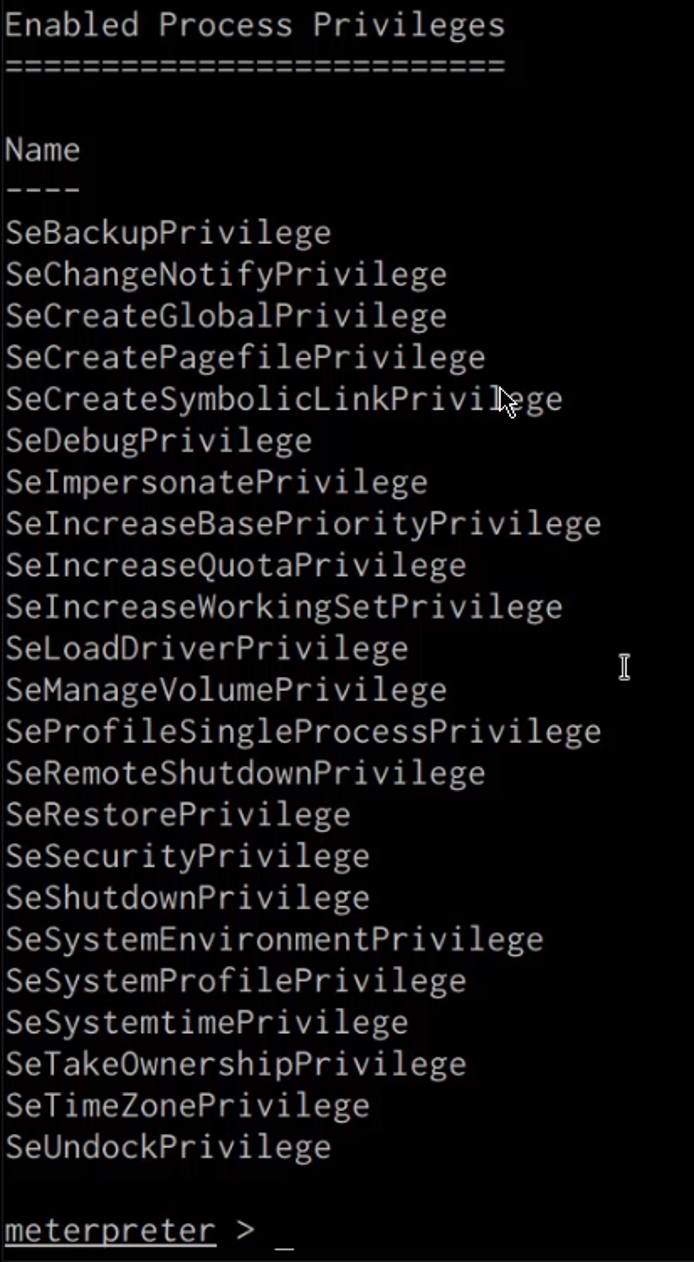 Enabled Process Privileges
==========================
Name
----
SeBackupPrivilege
SeChangeNotifyPrivilege
SeCreateGlobalPrivilege
SeCreatePagefilePrivilege
SeCreateSymbolicLinkPrivilege
SeDebugPrivilege
SeImpersonatePrivilege
SeIncreaseBasePriorityPrivilege
SeIncreaseQuotaPrivilege
SeIncreaseWorkingSetPrivilege
SeLoadDriverPrivilege
SeManageVolumePrivilege
SeProfileSingleProcessPrivilege
SeRemoteShutdownPrivilege
SeRestorePrivilege
SeSecurityPrivilege
SeShutdownPrivilege
SeSystemEnvironmentPrivilege
SeSystemProfilePrivilege
SeSystemtimePrivilege
SeTakeOwnershipPrivilege
SeTimeZonePrivilege
SeUndockPrivilege
meterpreter > _